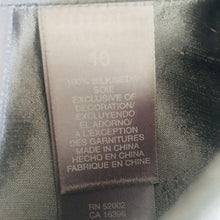 10
100% SILK SEDA/
SOIE
EXCLUSIVE OF
DECORATION/
EXCLUYENDO
EL ADORNO/
A L'EXCEPTION
DES GARNITURES
MADE IN CHINA
HECHO EN CHINA
FABRIQUE EN CHINE
RN 52002
CA